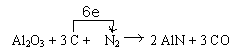 6e
Al₂O₃ + 3 C + N₂ ⟶ 2 AlN + 3 CO